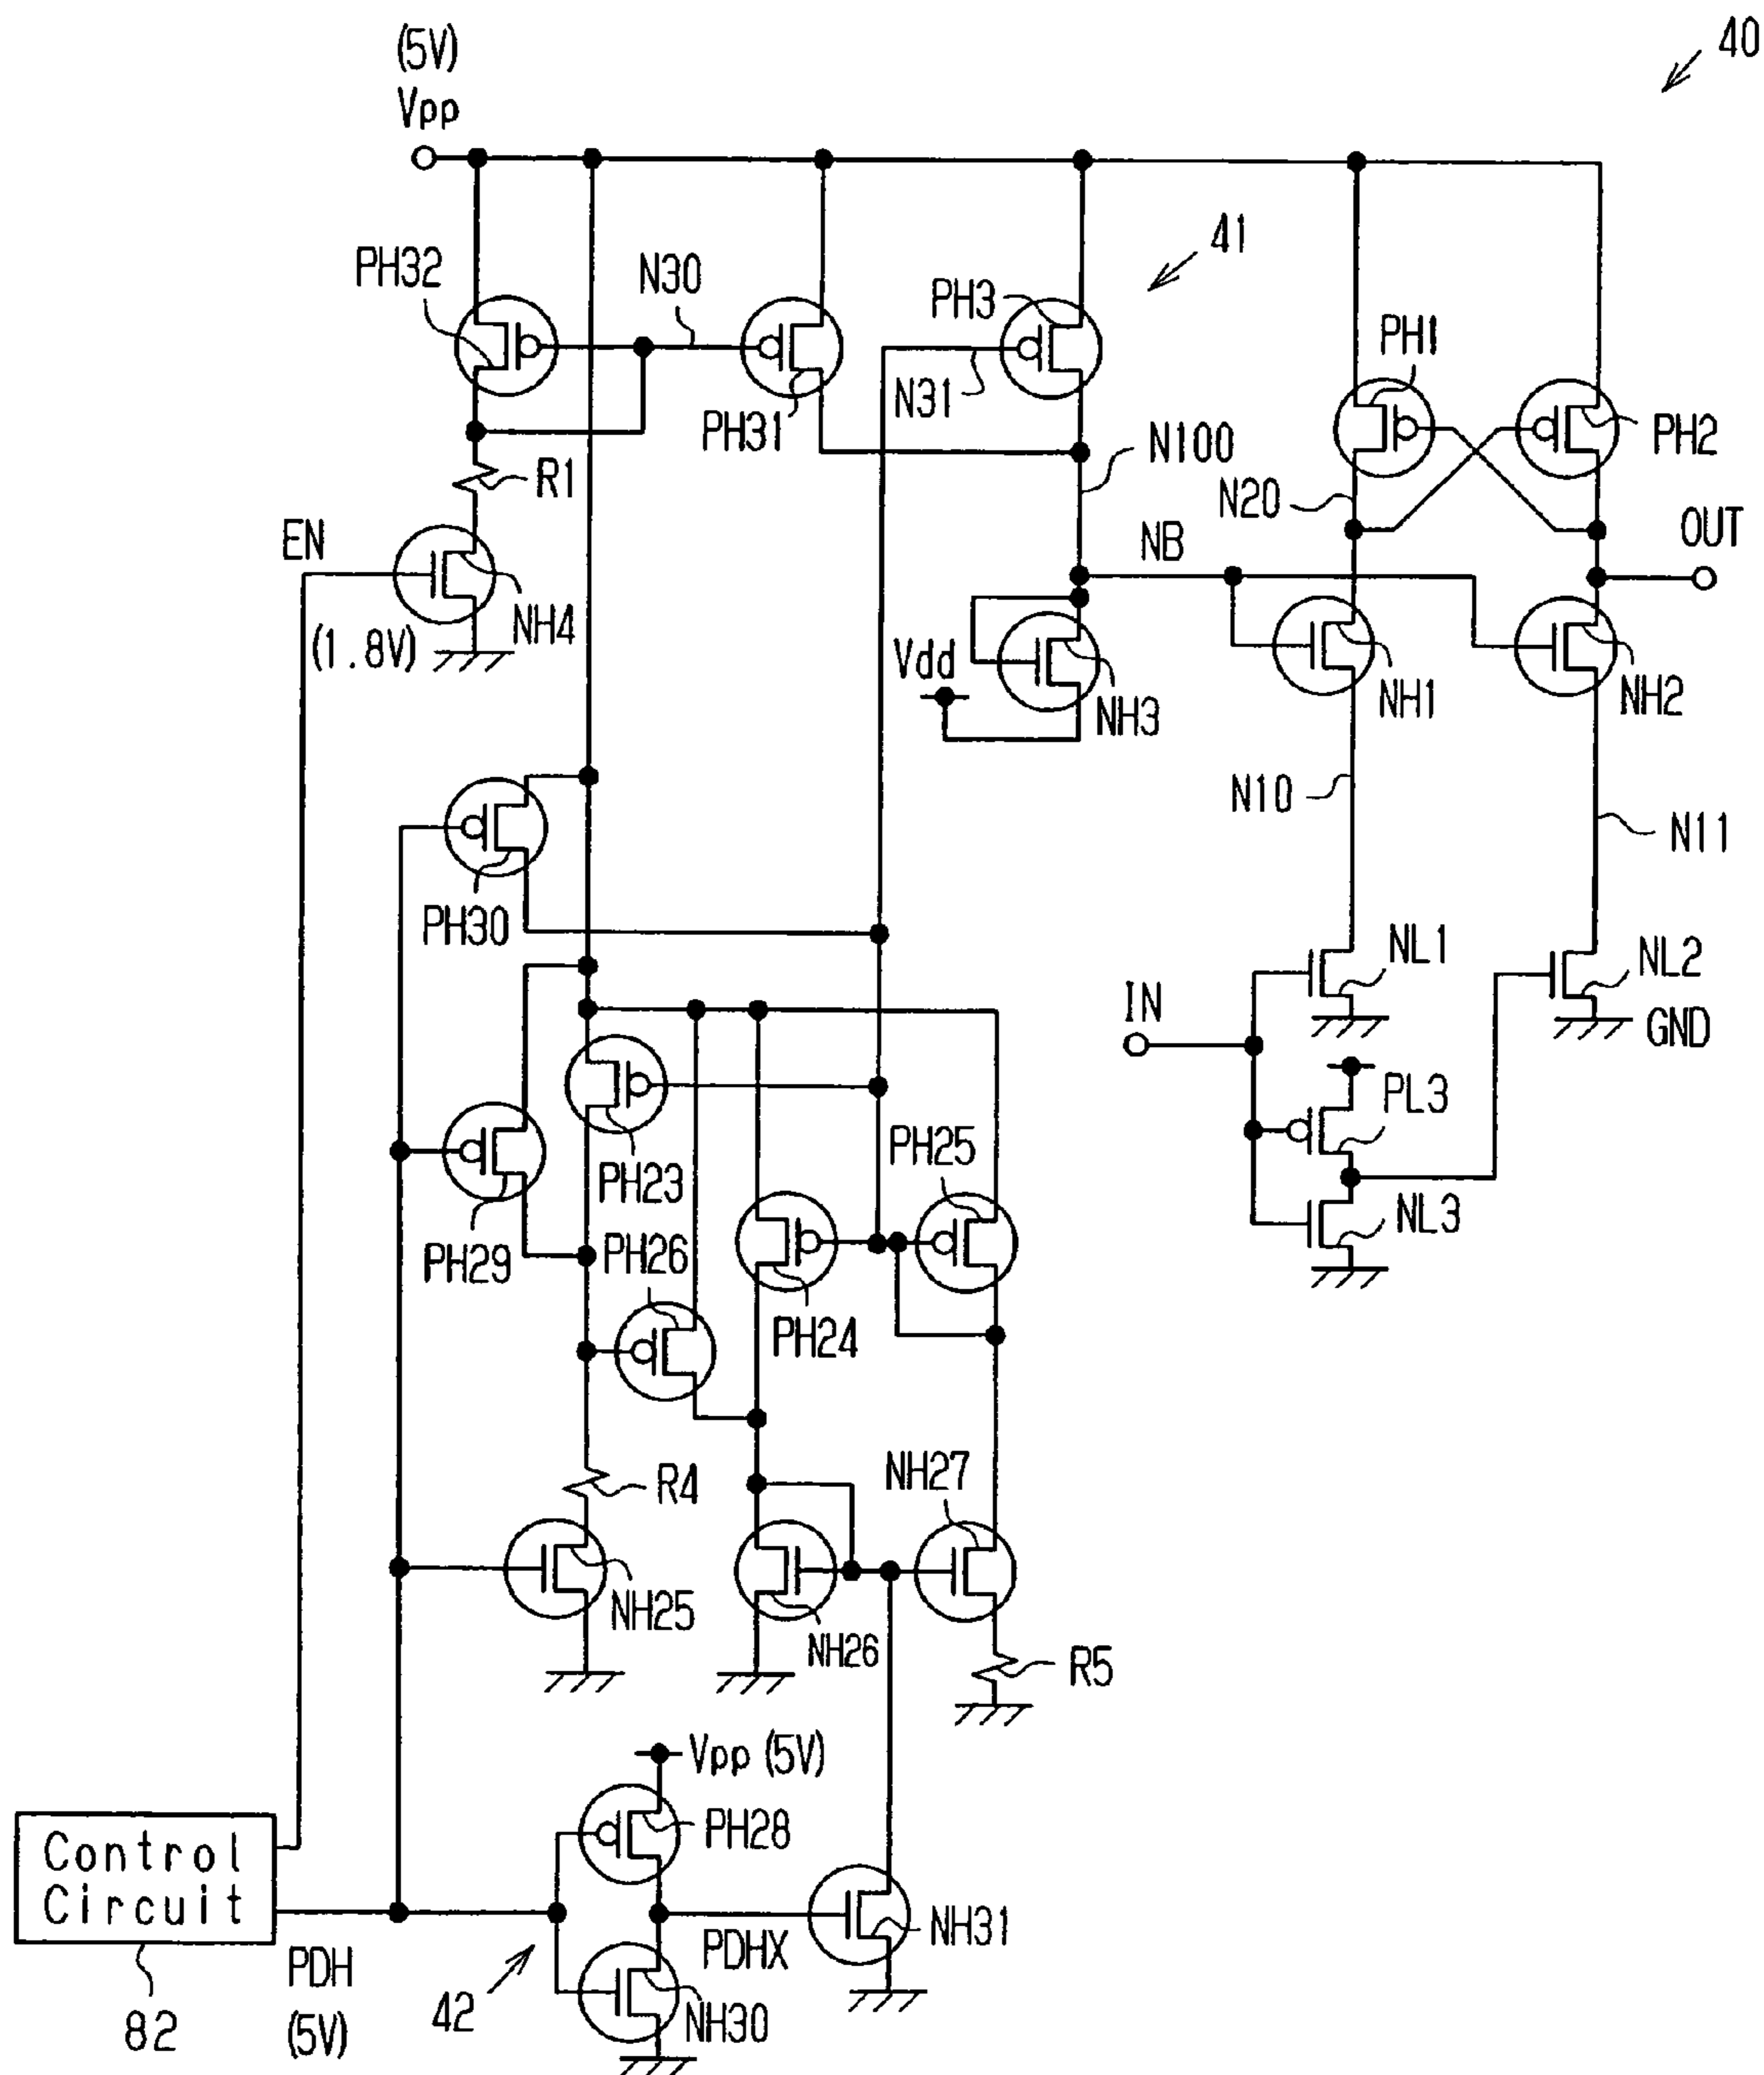 40
(5V)
Vpp
41
PH32
N30
PH3
PH1
N31
PH31
PH2
R1
N100
N20
EN
NB
OUT
(1.8V)
NH4
Vdd
NH3
NH1
NH2
N10
N11
PH30
NL1
NL2
IN
GND
PL3
PH23
PH25
NL3
PH29
PH26
PH24
R4
NH27
NH25
NH26
R5
Vpp (5V)
PH28
Control
Circuit
NH31
PDHX
PDH
(5V)
42
NH30
82